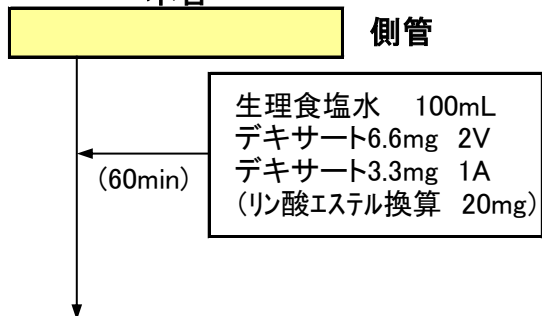 側管
生理食塩水　100mL
デキサート6.6mg 2V
デキサート3.3mg 1A
(リン酸エステル換算 20mg)
(60min)